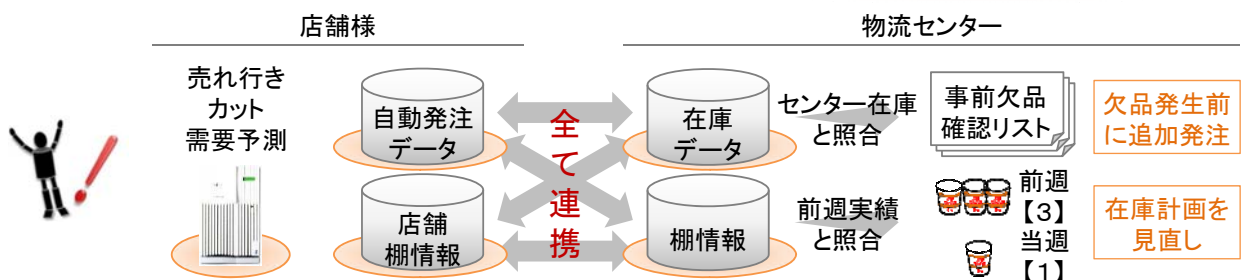 店舗様
物流センター
売れ行き
カット
需要予測
自動発注
データ
店舗
棚情報
全て連携
在庫
データ
棚情報
センター在庫
と照合
前週実績
と照合
事前欠品
確認リスト
前週
【3】
当週
【1】
欠品発生前
に追加発注
在庫計画を
見直し